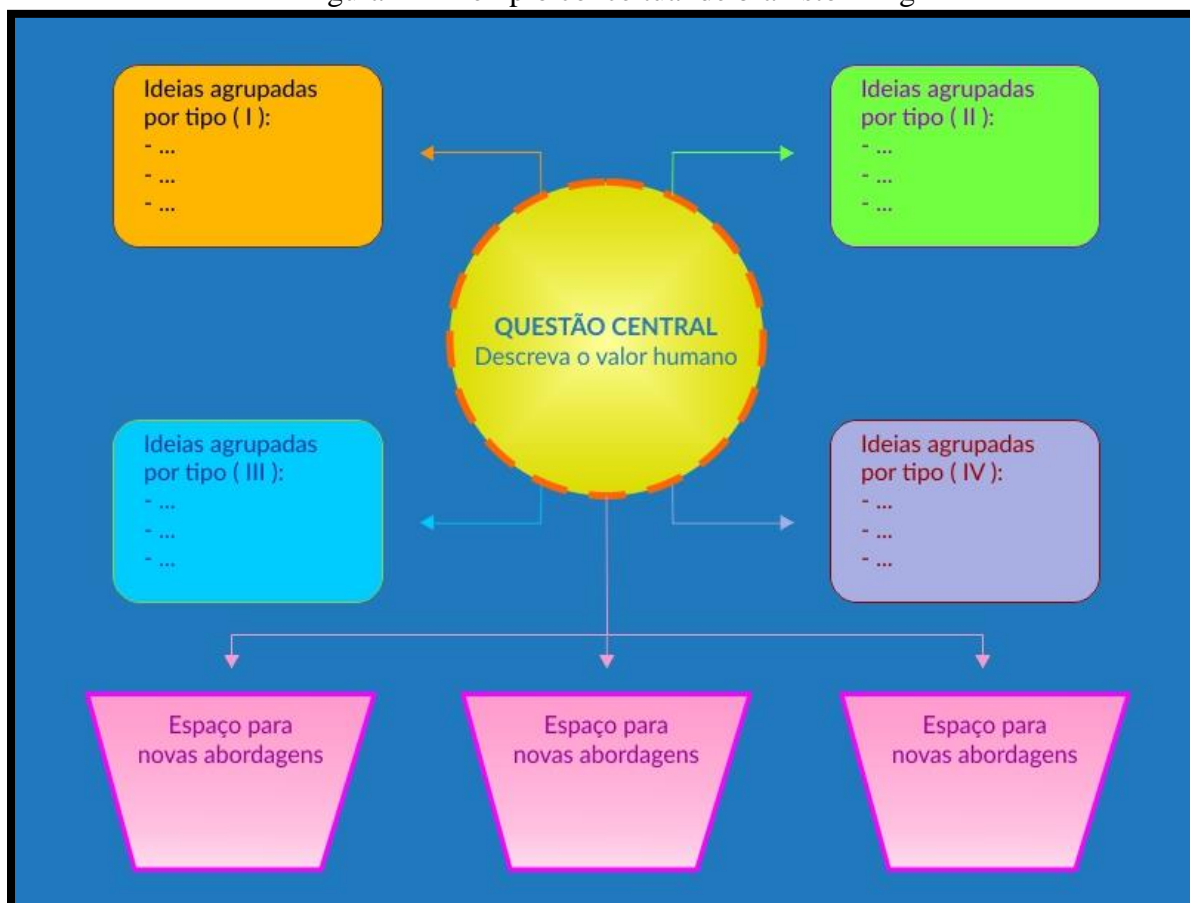 Ideias agrupadas
por tipo ( I ):
- ...
- ...
- ...
Ideias agrupadas
por tipo ( II ):
- ...
- ...
- ...
QUESTÃO CENTRAL
Descreva o valor humano
Ideias agrupadas
por tipo ( III ):
- ...
- ...
- ...
Ideias agrupadas
por tipo ( IV ):
- ...
- ...
- ...
Espaço para
novas abordagens
Espaço para
novas abordagens
Espaço para
novas abordagens